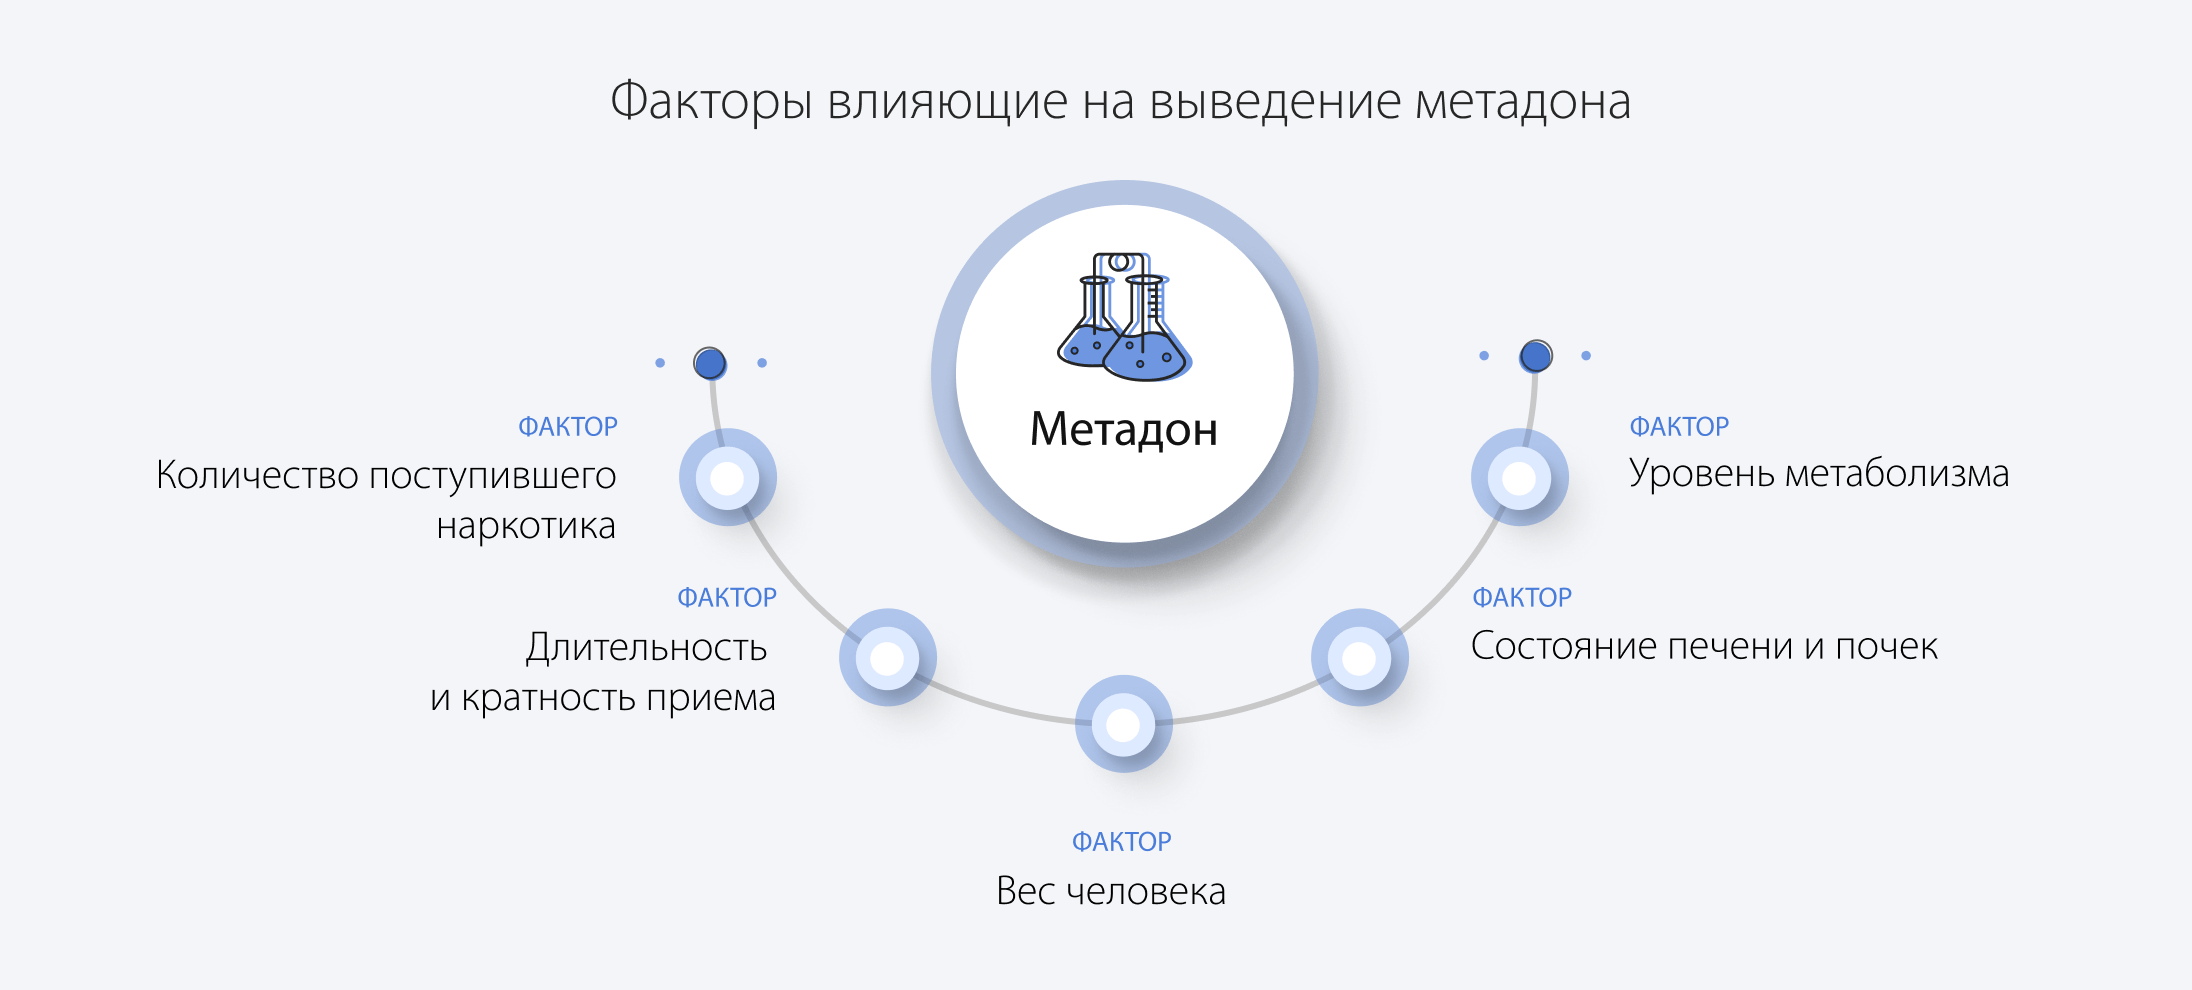 Факторы влияющие на выведение метадона
Метадон
ФАКТОР
Количество поступившего
наркотика
ФАКТОР
Длительность
и кратность приема
ФАКТОР
Вес человека
ФАКТОР
Состояние печени и почек
ФАКТОР
Уровень метаболизма